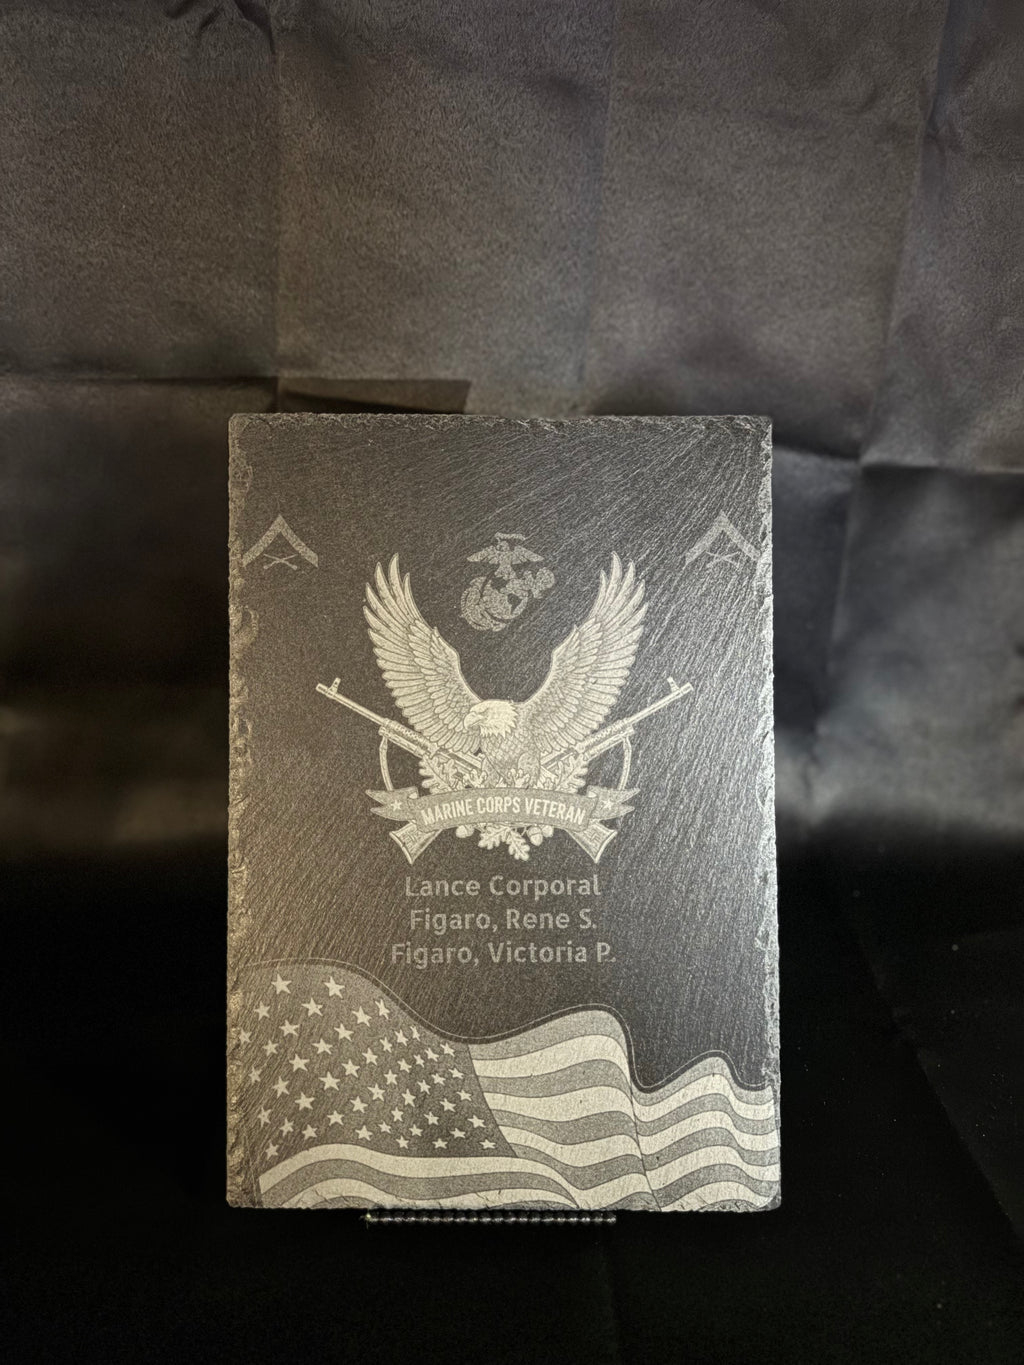 MARINE CORPS VETERAN
Lance Corporal
Figaro, Rene S.
Figaro, Victoria P.